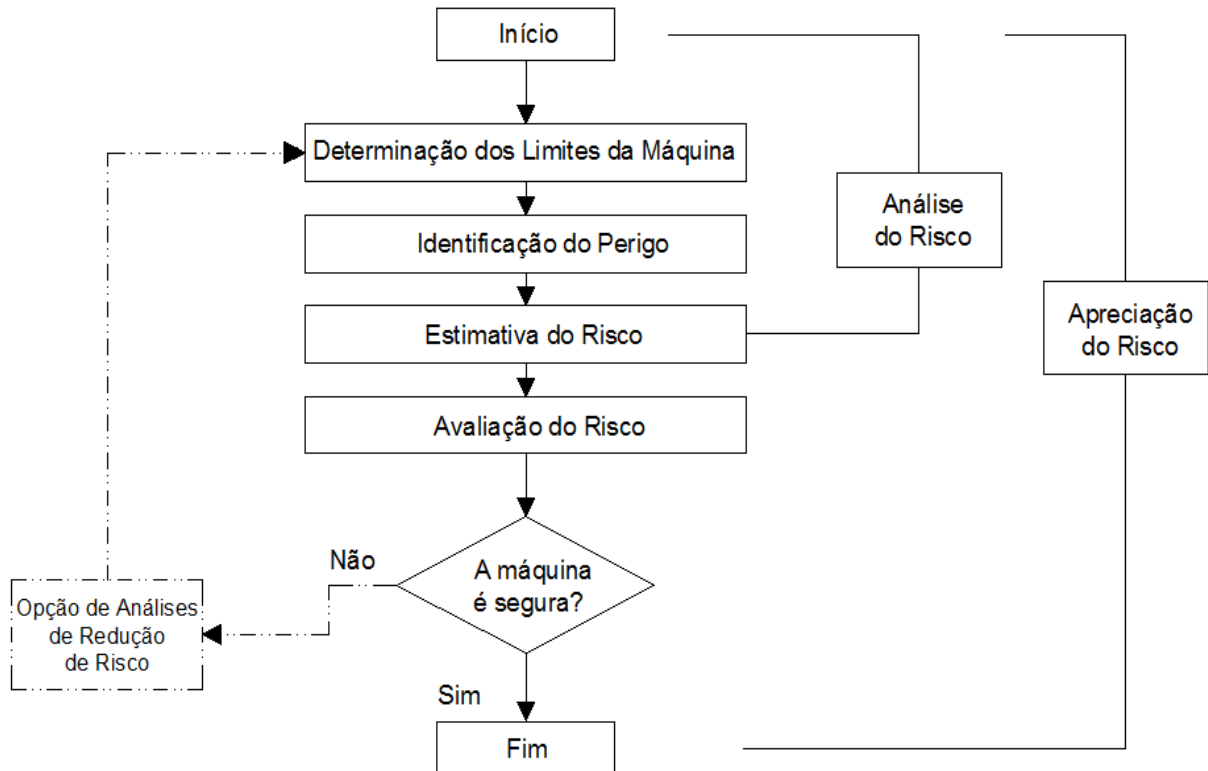 Início
Determinação dos Limites da Máquina
Identificação do Perigo
Estimativa do Risco
Avaliação do Risco
A máquina
é segura?
Não
Opção de Análises
de Redução
de Risco
Sim
Fim
Análise
do Risco
Apreciação
do Risco